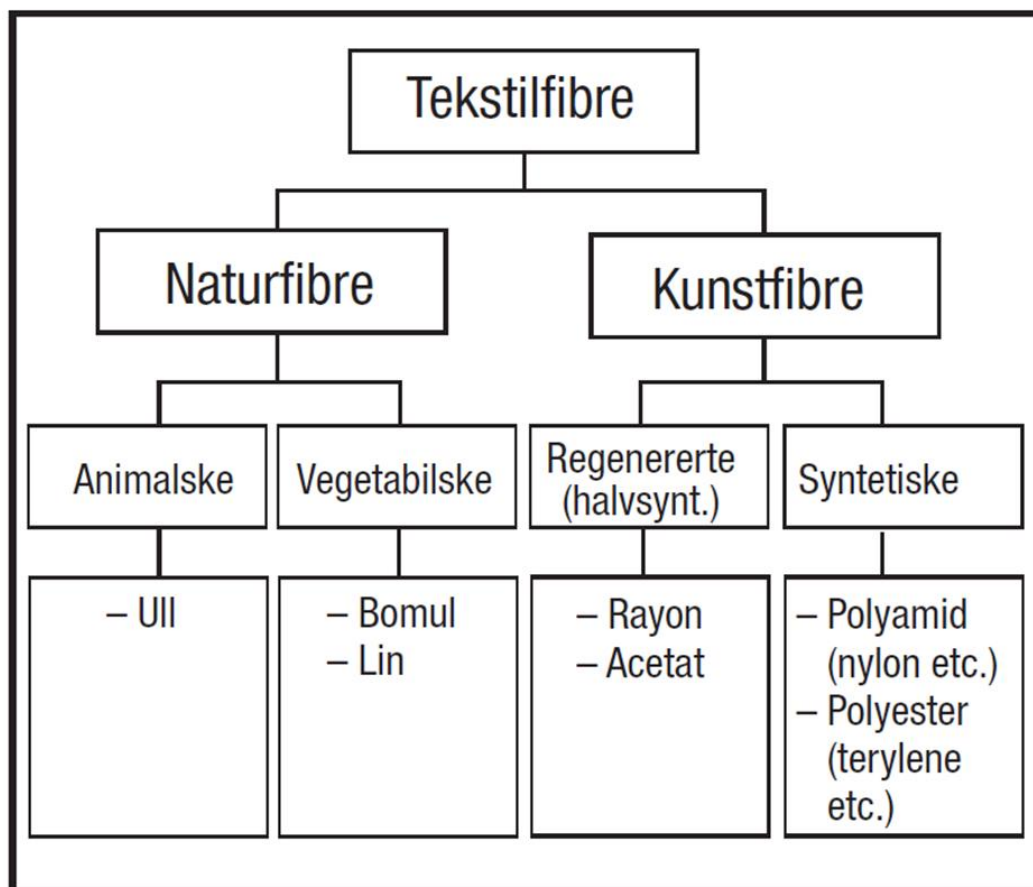 Tekstilfibre
Naturfibre
Kunstfibre
Animalske
Vegetabilske
Regenererte
(halvsynt.)
Syntetiske
– Ull
– Bomul
– Lin
– Rayon
– Acetat
– Polyamid
(nylon etc.)
– Polyester
(terylene
etc.)